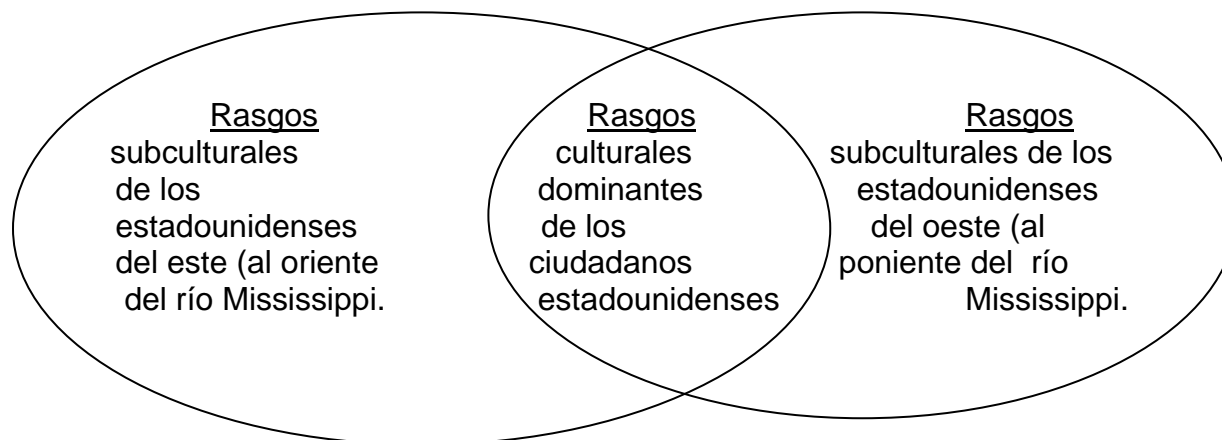 Rasgos
subculturales
de los
estadounidenses
del este (al oriente
del río Mississippi.
Rasgos
culturales
dominantes
de los
ciudadanos
estadounidenses
Rasgos
subculturales de los
estadounidenses
del oeste (al
poniente del río
Mississippi.